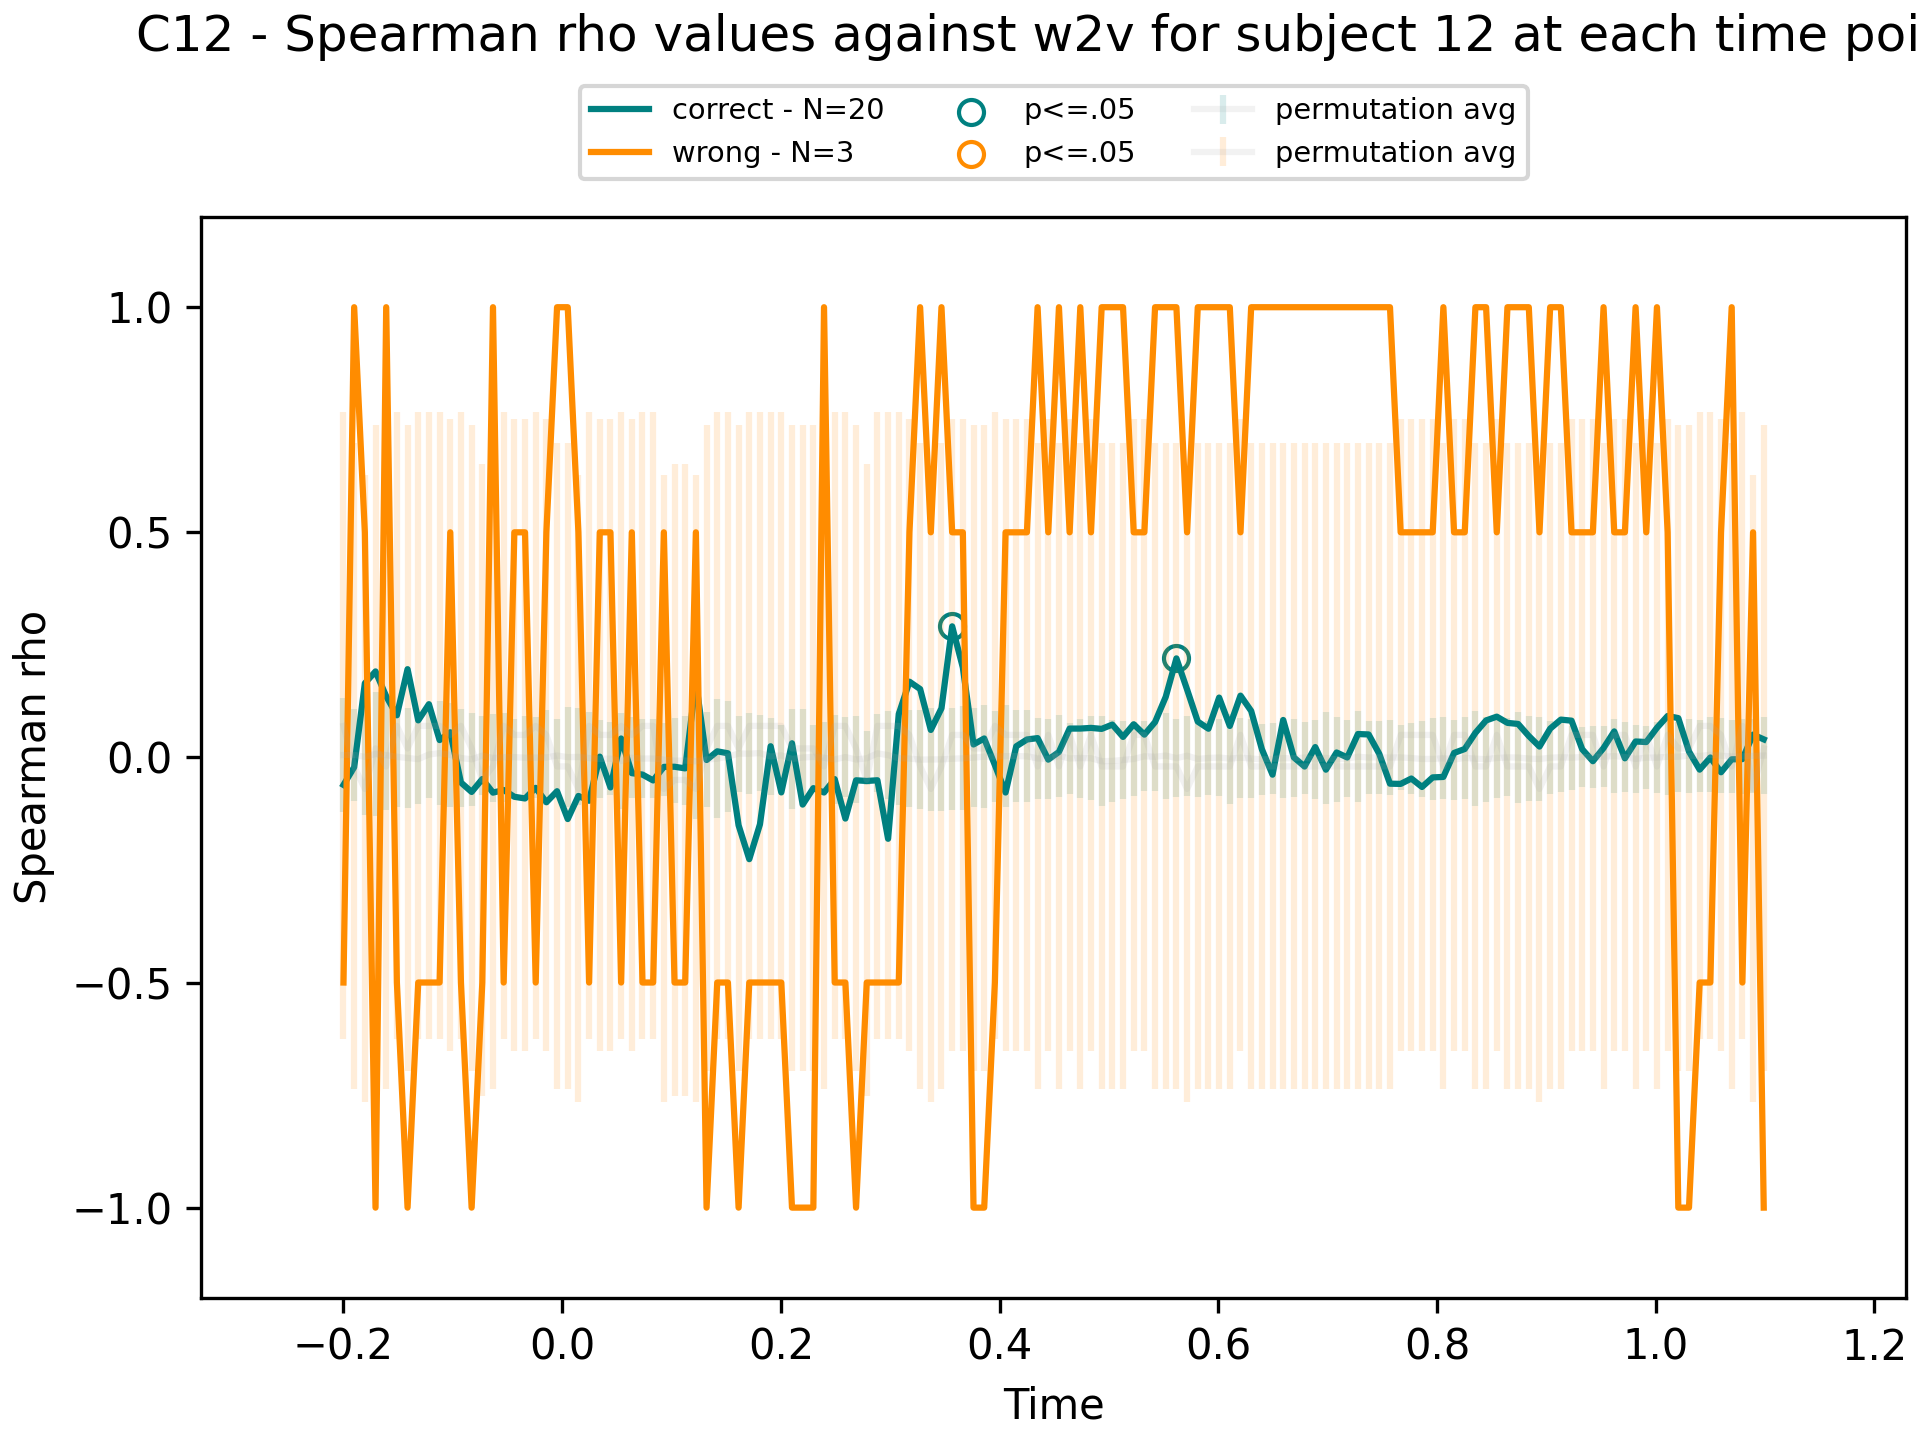 C12 - Spearman rho values against w2v for subject 12 at each time poi
correct - N=20
wrong - N=3
p<=.05
p<=.05
permutation avg
permutation avg
Spearman rho
1.0
0.5
0.0
−0.5
−1.0
−0.2
0.0
0.2
0.4
0.6
0.8
1.0
1.2
Time